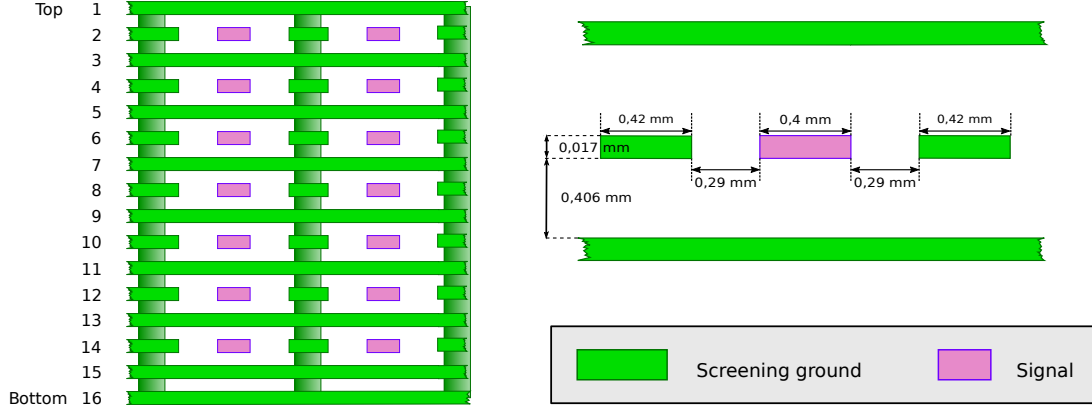 Top 1
2
3
4
5
6
7
8
9
10
11
12
13
14
15
Bottom 16
0,42 mm
0,4 mm
0,42 mm
0,017 mm
0,29 mm
0,29 mm
0,406 mm
Screening ground
Signal